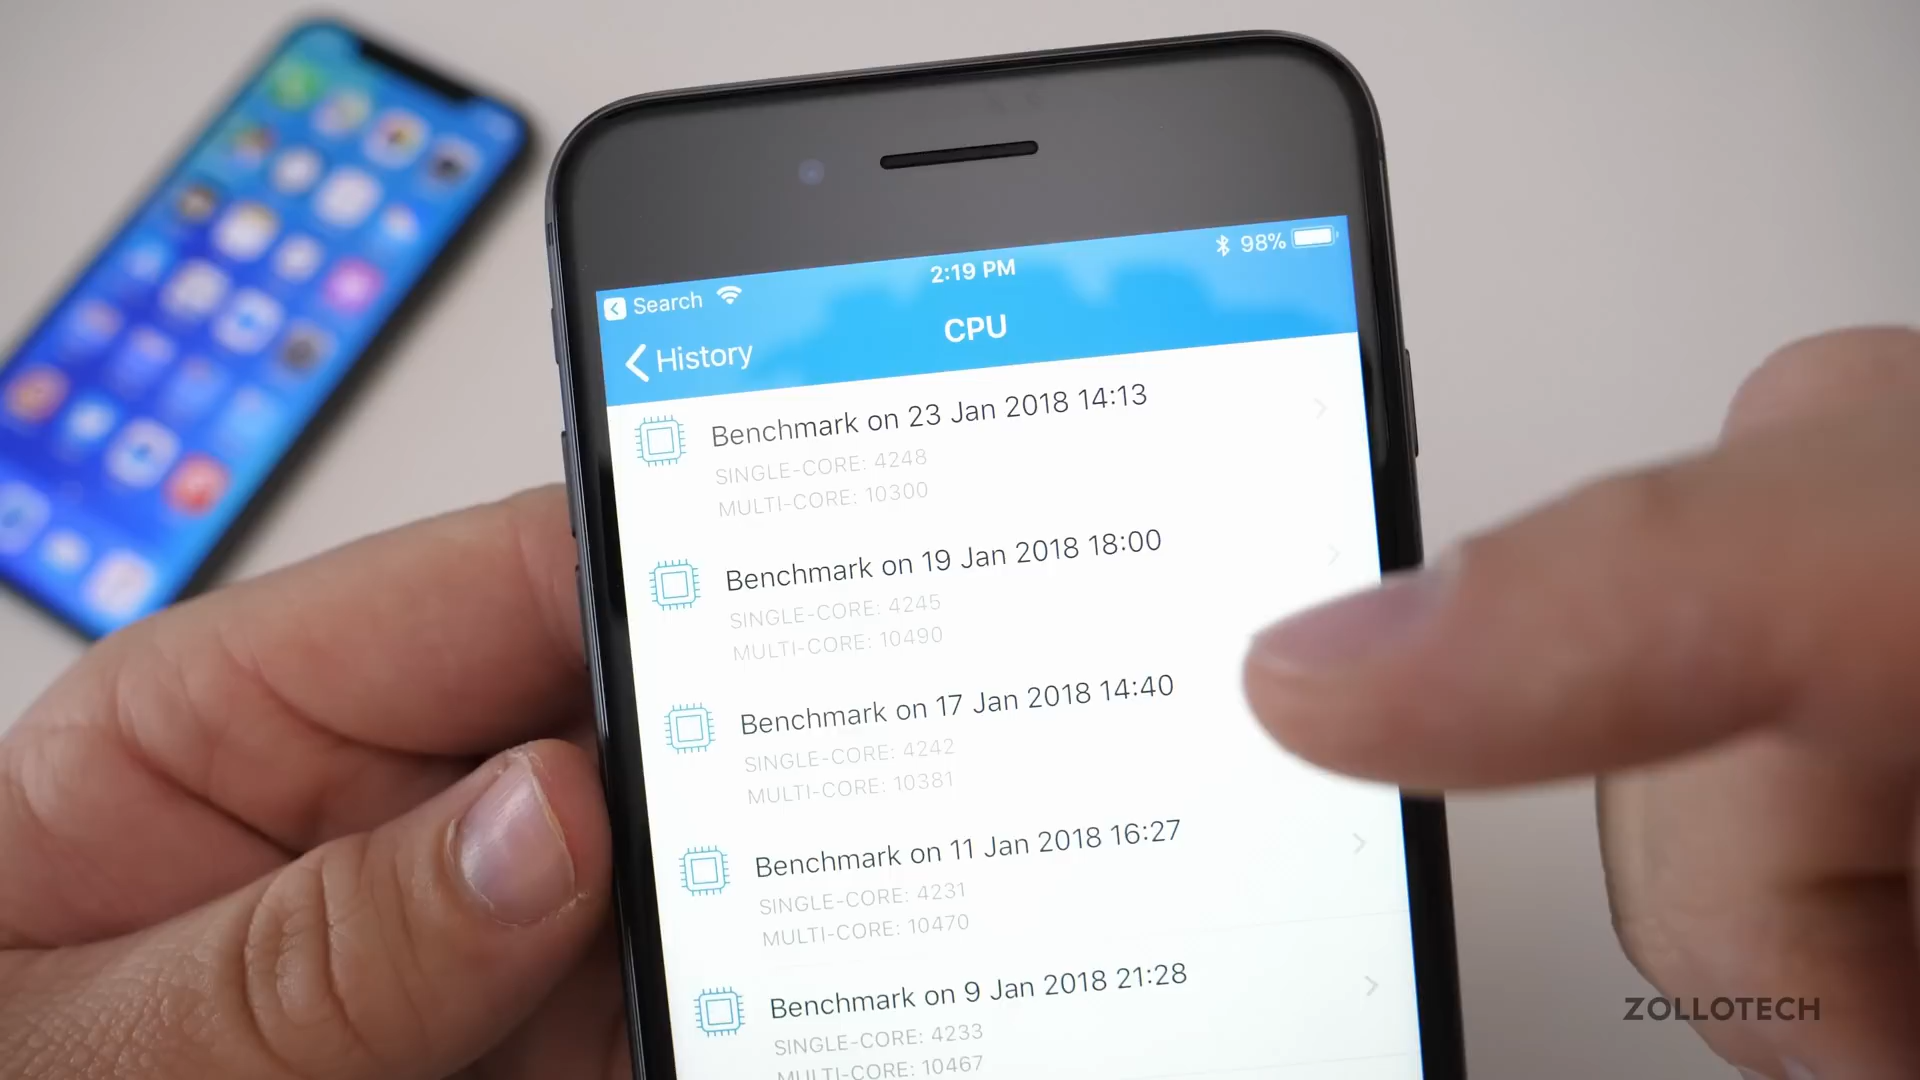 Search 2:19 PM 98%
History CPU
Benchmark on 23 Jan 2018 14:13
SINGLE-CORE: 4248
MULTI-CORE: 10300
Benchmark on 19 Jan 2018 18:00
SINGLE-CORE: 4245
MULTI-CORE: 10490
Benchmark on 17 Jan 2018 14:40
SINGLE-CORE: 4242
MULTI-CORE: 10381
Benchmark on 11 Jan 2018 16:27
SINGLE-CORE: 4231
MULTI-CORE: 10470
Benchmark on 9 Jan 2018 21:28
SINGLE-CORE: 4233
MULTI-CORE: 10467
ZOLLOTECH